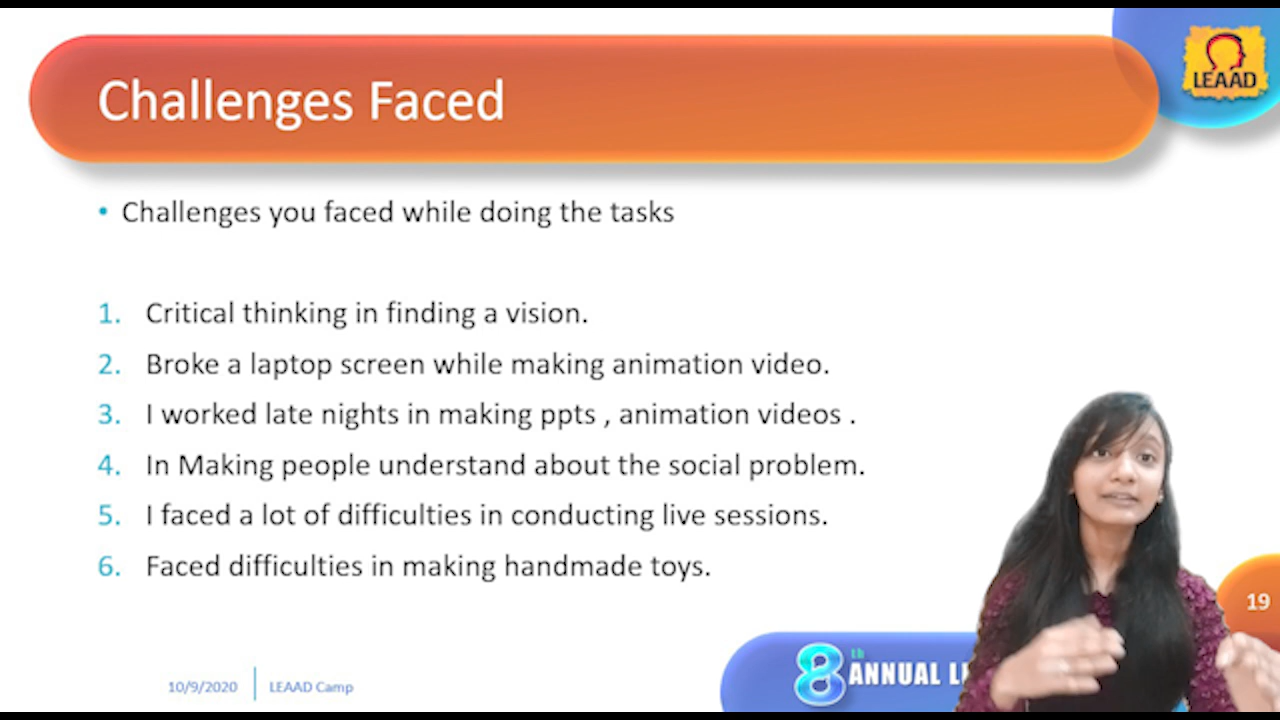 LEAAD
Challenges Faced
• Challenges you faced while doing the tasks
1. Critical thinking in finding a vision.
2. Broke a laptop screen while making animation video.
3. I worked late nights in making ppts , animation videos .
4. In Making people understand about the social problem.
5. I faced a lot of difficulties in conducting live sessions.
6. Faced difficulties in making handmade toys.
19
10/9/2020 LEAAD Camp
8th ANNUAL